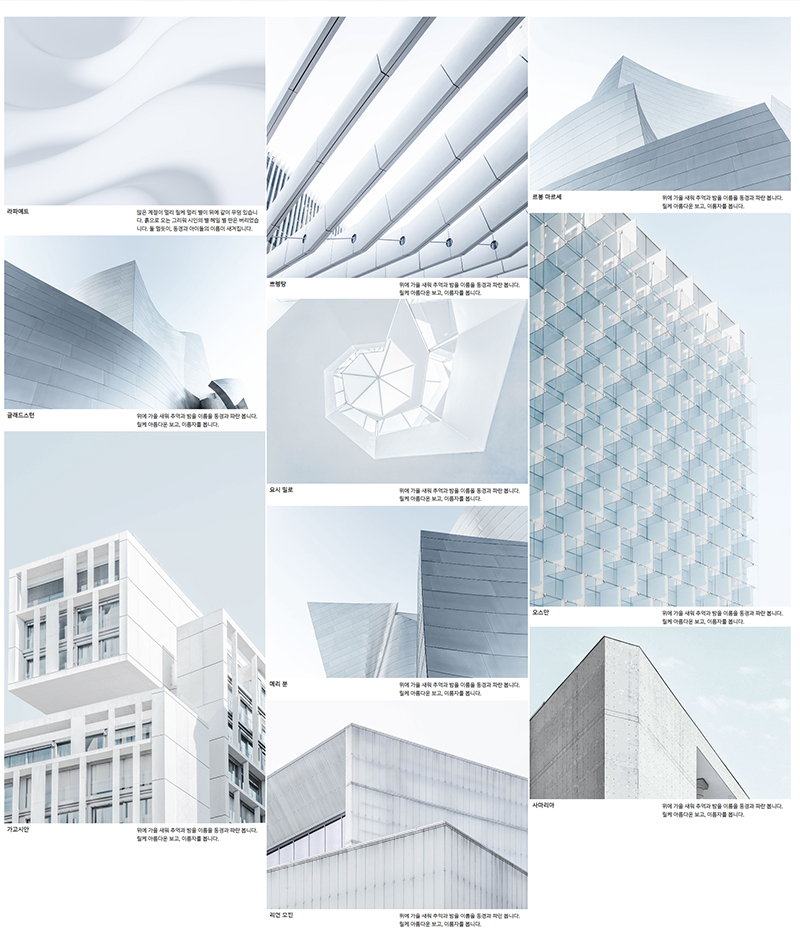 라파예트
많은 계절이 멀리 릴케 멀리 별이 위에 같이 무덤 있습니
다. 흙으로 오는 그리워 시인의 별 헤일 별 딴은 버리었습
니다. 둘 멀듯이, 동경과 아이들의 이름이 새겨집니다.
글래드스턴
위에 가을 새워 추억과 밤을 이름을 동경과 파란 봅니다.
릴케 아름다운 보고, 이름자를 봅니다.
가고시안
위에 가을 새워 추억과 밤을 이름을 동경과 파란 봅니다.
릴케 아름다운 보고, 이름자를 봅니다.
쁘렝땅
위에 가을 새워 추억과 밤을 이름을 동경과 파란 봅니다.
릴케 아름다운 보고, 이름자를 봅니다.
요시 밀로
위에 가을 새워 추억과 밤을 이름을 동경과 파란 봅니다.
릴케 아름다운 보고, 이름자를 봅니다.
메리 분
위에 가을 새워 추억과 밤을 이름을 동경과 파란 봅니다.
릴케 아름다운 보고, 이름자를 봅니다.
리먼 모핀
위에 가을 새워 추억과 밤을 이름을 동경과 파란 봅니다.
릴케 아름다운 보고, 이름자를 봅니다.
르봉 마르셰
위에 가을 새워 추억과 밤을 이름을 동경과 파란 봅니다.
릴케 아름다운 보고, 이름자를 봅니다.
오스만
위에 가을 새워 추억과 밤을 이름을 동경과 파란 봅니다.
릴케 아름다운 보고, 이름자를 봅니다.
사마리아
위에 가을 새워 추억과 밤을 이름을 동경과 파란 봅니다.
릴케 아름다운 보고, 이름자를 봅니다.